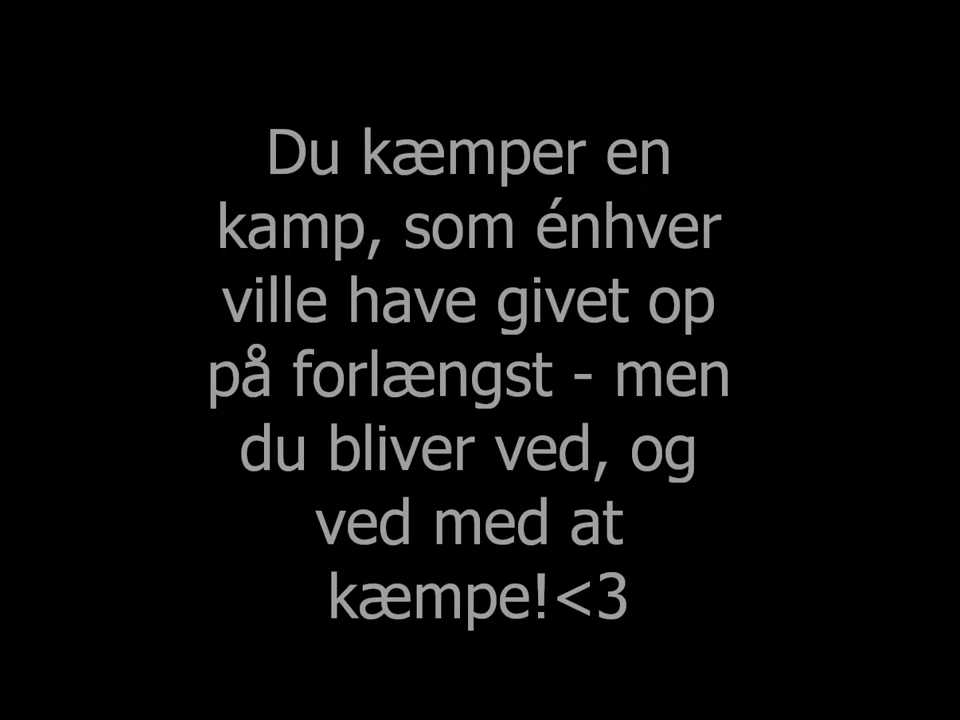 Du kæmper en
kamp, som énhver
ville have givet op
på forlængst - men
du bliver ved, og
ved med at
kæmpe!<3